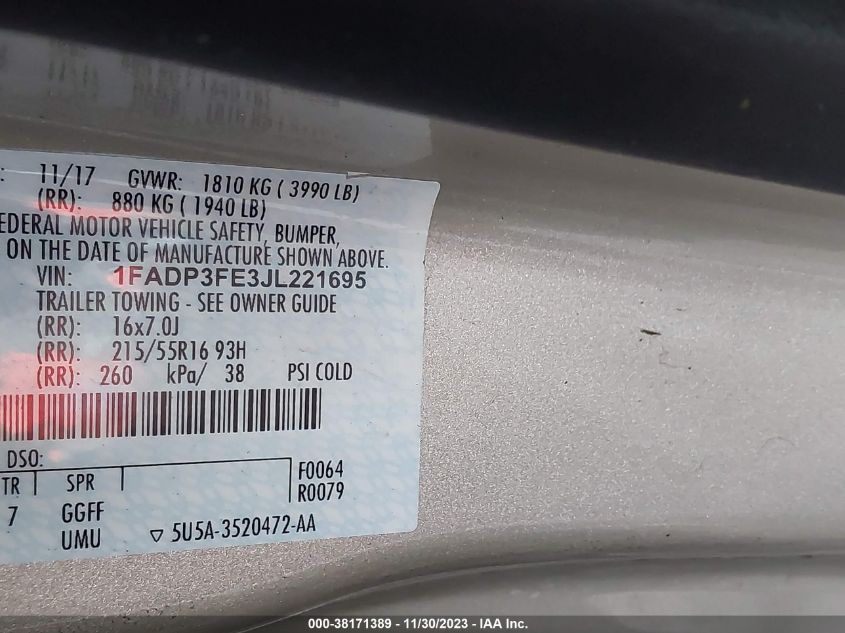 : 11/17 GVWR: 1810 KG ( 3990 LB)
(RR): 880 KG ( 1940 LB)
EDERAL MOTOR VEHICLE SAFETY, BUMPER,
ON THE DATE OF MANUFACTURE SHOWN ABOVE.
VIN: 1FADP3FE3JL221695
TRAILER TOWING - SEE OWNER GUIDE
(RR): 16x7.0J
(RR): 215/55R16 93H
(RR): 260 kPa/ 38 PSI COLD
DSO:
TR SPR F0064
R0079
7 GGFF
UMU ▽ 5U5A-3520472-AA
000-38171389 - 11/30/2023 - IAA Inc.